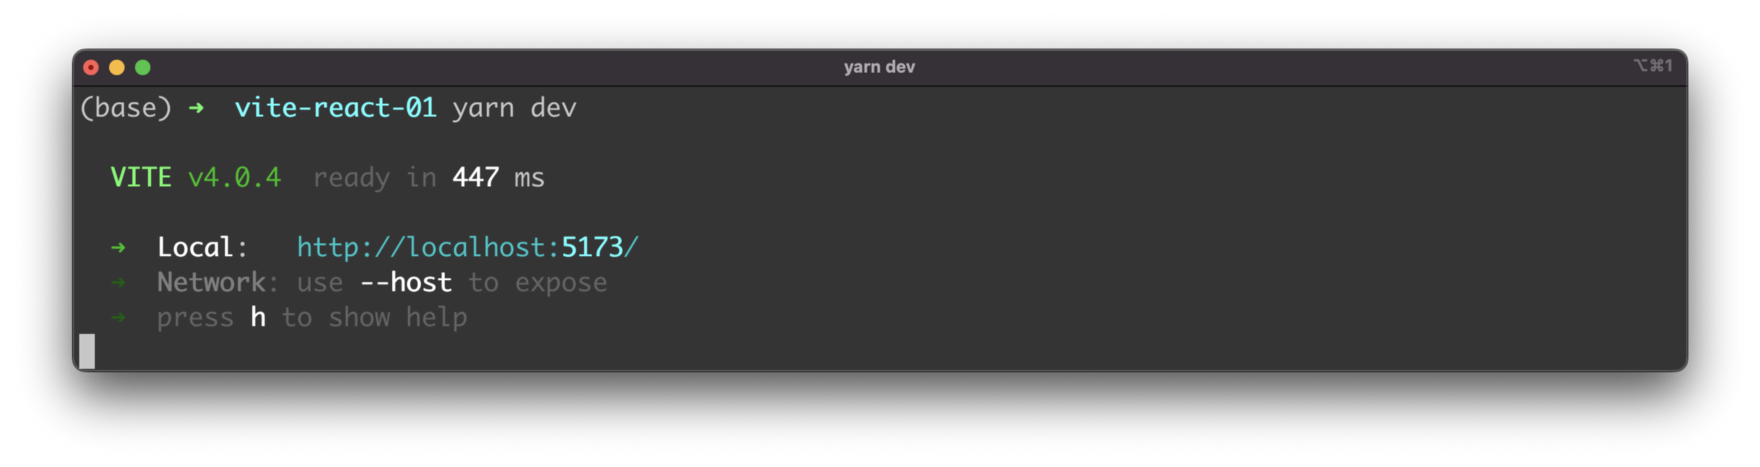 yarn dev
⌥⌘1
(base) ➜ vite-react-01 yarn dev
VITE v4.0.4 ready in 447 ms
➜ Local: http://localhost:5173/
➜ Network: use --host to expose
➜ press h to show help